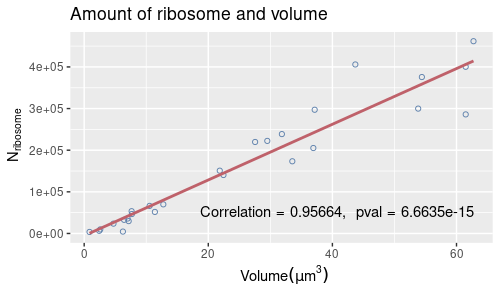 Amount of ribosome and volume
4e+05
3e+05
2e+05
1e+05
0e+00
Nribosome
Correlation = 0.95664, pval = 6.6635e-15
0 20 40 60
Volume(μm³)